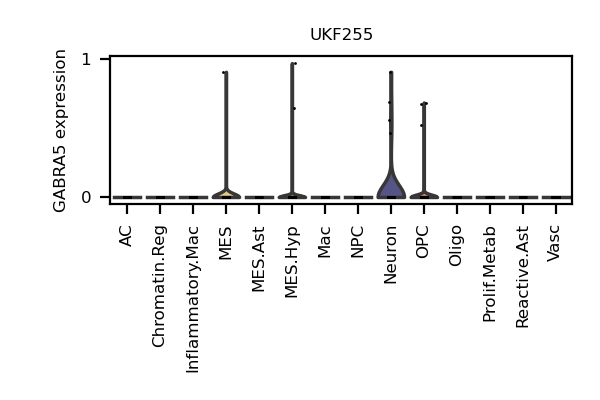 UKF255
GABRA5 expression
1
0
AC
Chromatin.Reg
Inflammatory.Mac
MES
MES.Ast
MES.Hyp
Mac
NPC
Neuron
OPC
Oligo
Prolif.Metab
Reactive.Ast
Vasc